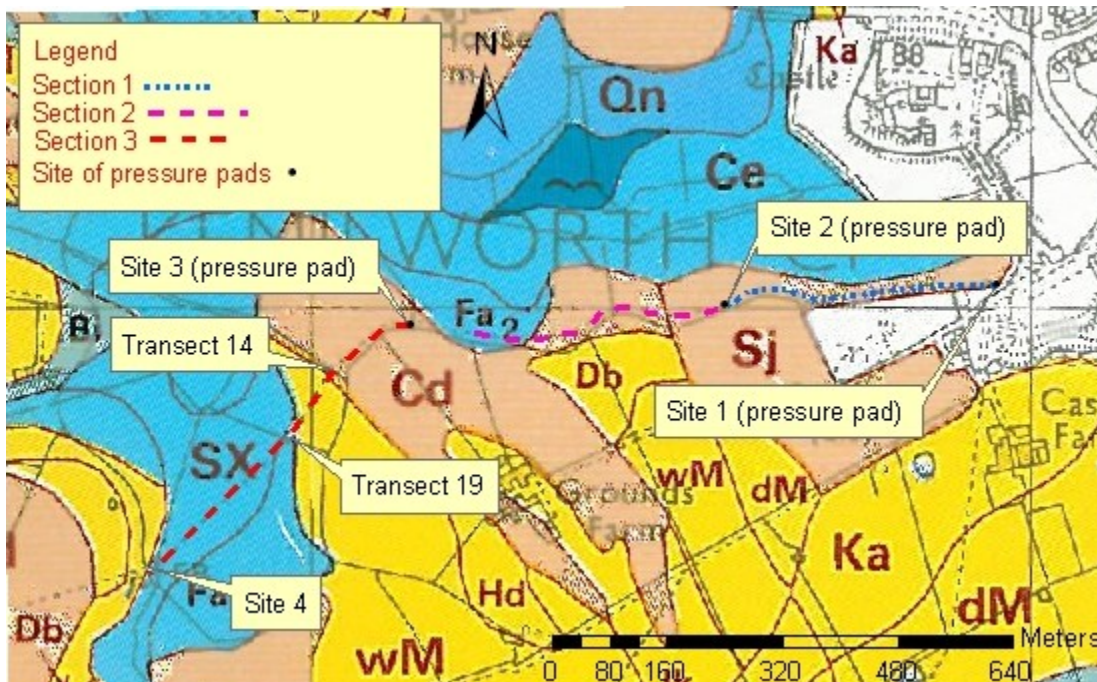 Legend
Section 1
Section 2
Section 3
Site of pressure pads
N
Qn
Ka
88
Castle
Ce
Site 2 (pressure pad)
Site 3 (pressure pad)
Fa 2
Transect 14
Cd
Db
Sj
Site 1 (pressure pad)
SX
Transect 19
wM
dM
Grounds
Farm
Ka
Site 4
Fa
Hd
Db
wM
dM
Meters
0 80 160 320 480 640